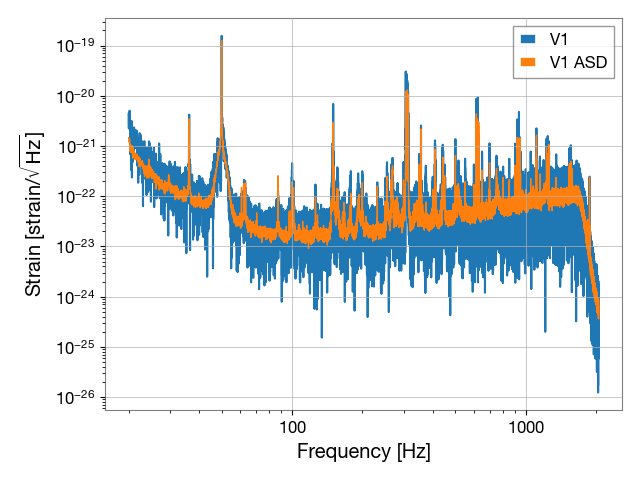 V1
V1 ASD
10⁻¹⁹
10⁻²⁰
10⁻²¹
10⁻²²
10⁻²³
10⁻²⁴
10⁻²⁵
10⁻²⁶
Strain [strain/√Hz]
100
1000
Frequency [Hz]